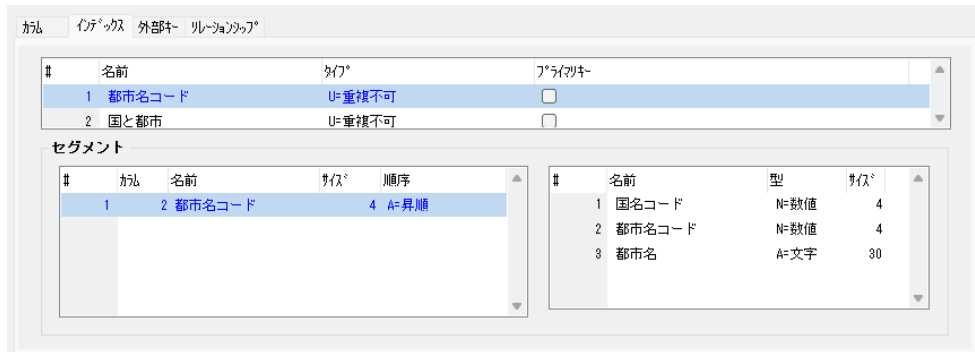 ｶﾗﾑ ｲﾝﾃﾞｯｸｽ 外部ｷｰ ﾘﾚｰｼｮﾝｼｯﾌﾟ
# 名前 ﾀｲﾌﾟ ﾌﾟﾗｲﾏﾘｷｰ
1 都市名コード U=重複不可
2 国と都市 U=重複不可
セグメント
# ｶﾗﾑ 名前 ｻｲｽﾞ 順序
1 2 都市名コード 4 A=昇順
# 名前 型 ｻｲｽﾞ
1 国名コード N=数値 4
2 都市名コード N=数値 4
3 都市名 A=文字 30